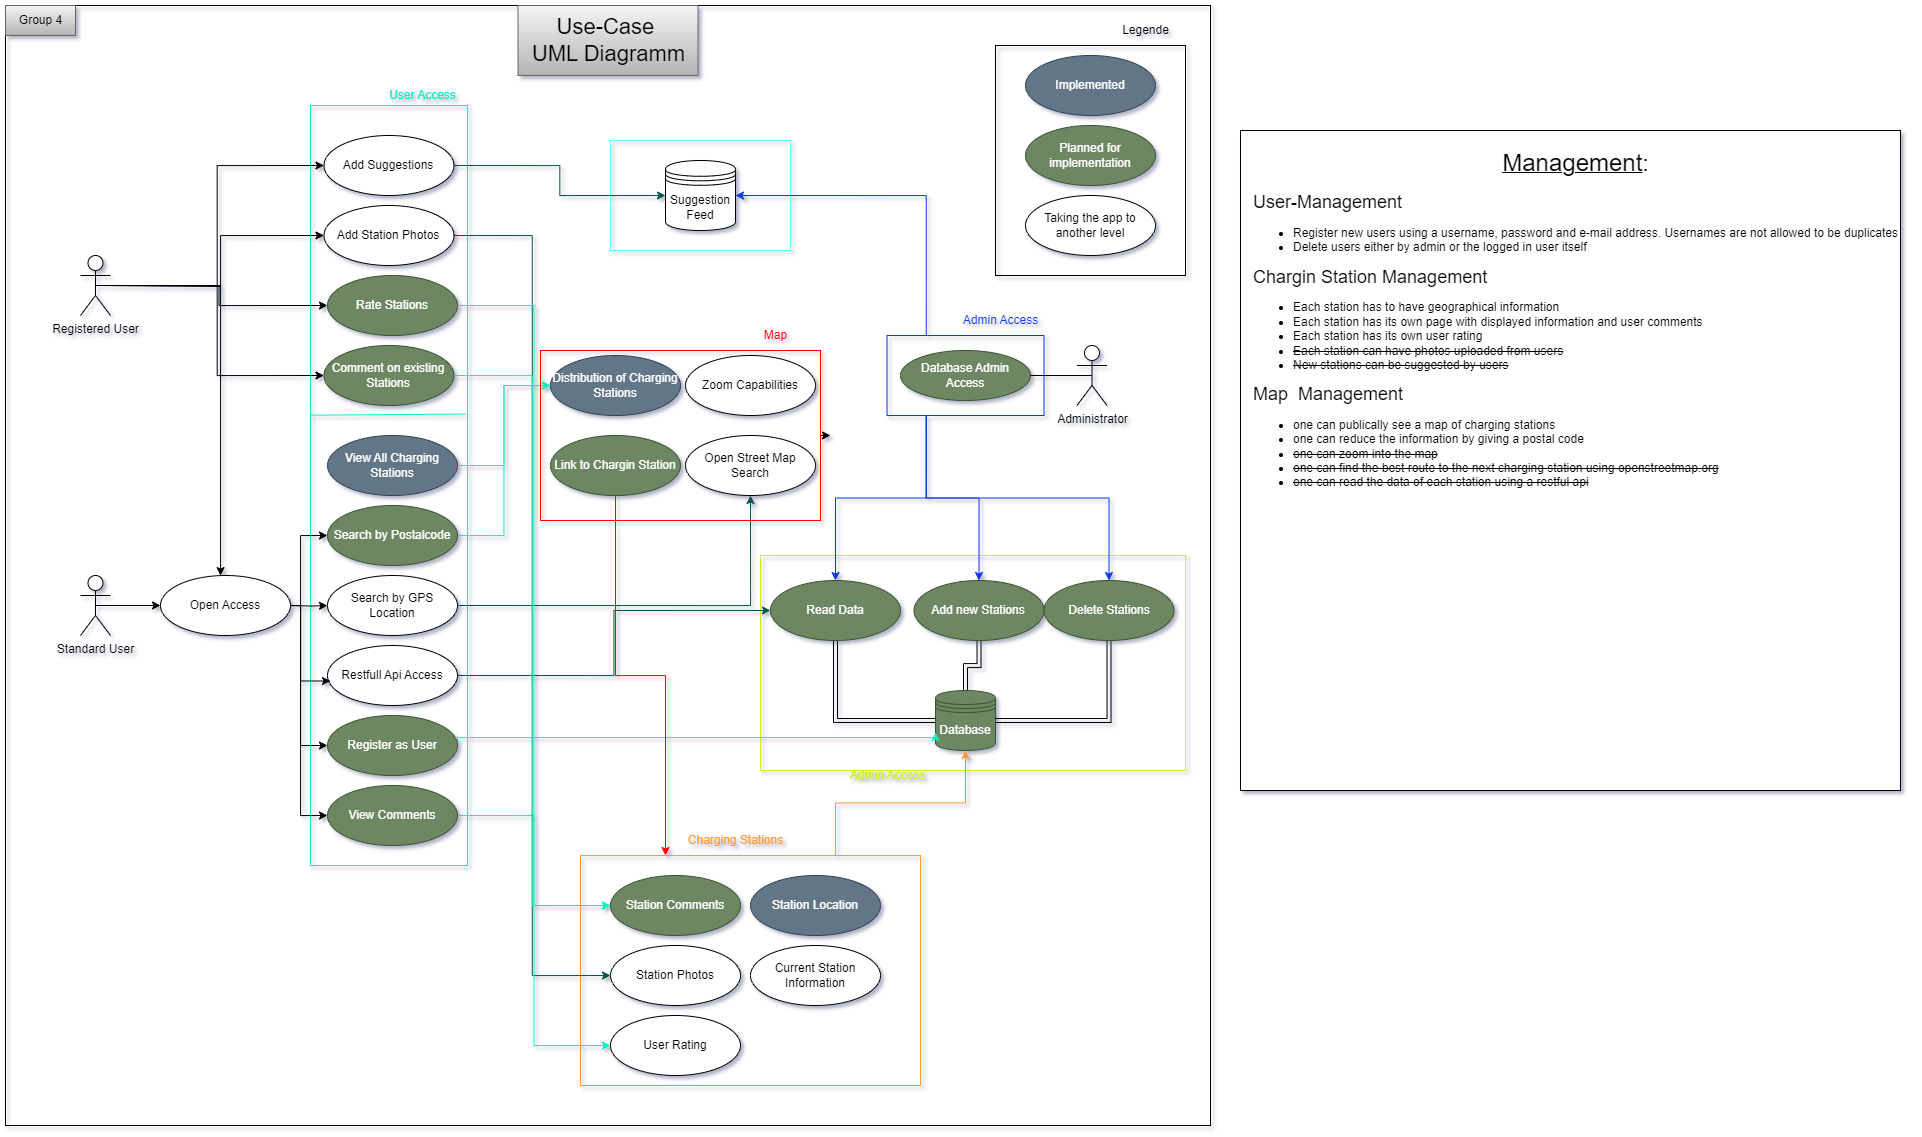 Group 4
Use-Case
UML Diagramm
Legende
Implemented
Planned for
implementation
Taking the app to
another level
User Access
Add Suggestions
Add Station Photos
Rate Stations
Comment on existing
Stations
View All Charging
Stations
Search by Postalcode
Search by GPS
Location
Restfull Api Access
Register as User
View Comments
Registered User
Standard User
Open Access
Suggestion
Feed
Map
Distribution of Charging
Stations
Zoom Capabilities
Link to Chargin Station
Open Street Map
Search
Admin Access
Database Admin
Access
Administrator
Read Data
Add new Stations
Delete Stations
Database
Admin Access
Charging Stations
Station Comments
Station Location
Station Photos
Current Station
Information
User Rating
Management:
User-Management
Register new users using a username, password and e-mail address. Usernames are not allowed to be duplicates
Delete users either by admin or the logged in user itself
Chargin Station Management
Each station has to have geographical information
Each station has its own page with displayed information and user comments
Each station has its own user rating
Each station can have photos uploaded from users
New stations can be suggested by users
Map Management
one can publically see a map of charging stations
one can reduce the information by giving a postal code
one can zoom into the map
one can find the best route to the next charging station using openstreetmap.org
one can read the data of each station using a restful api